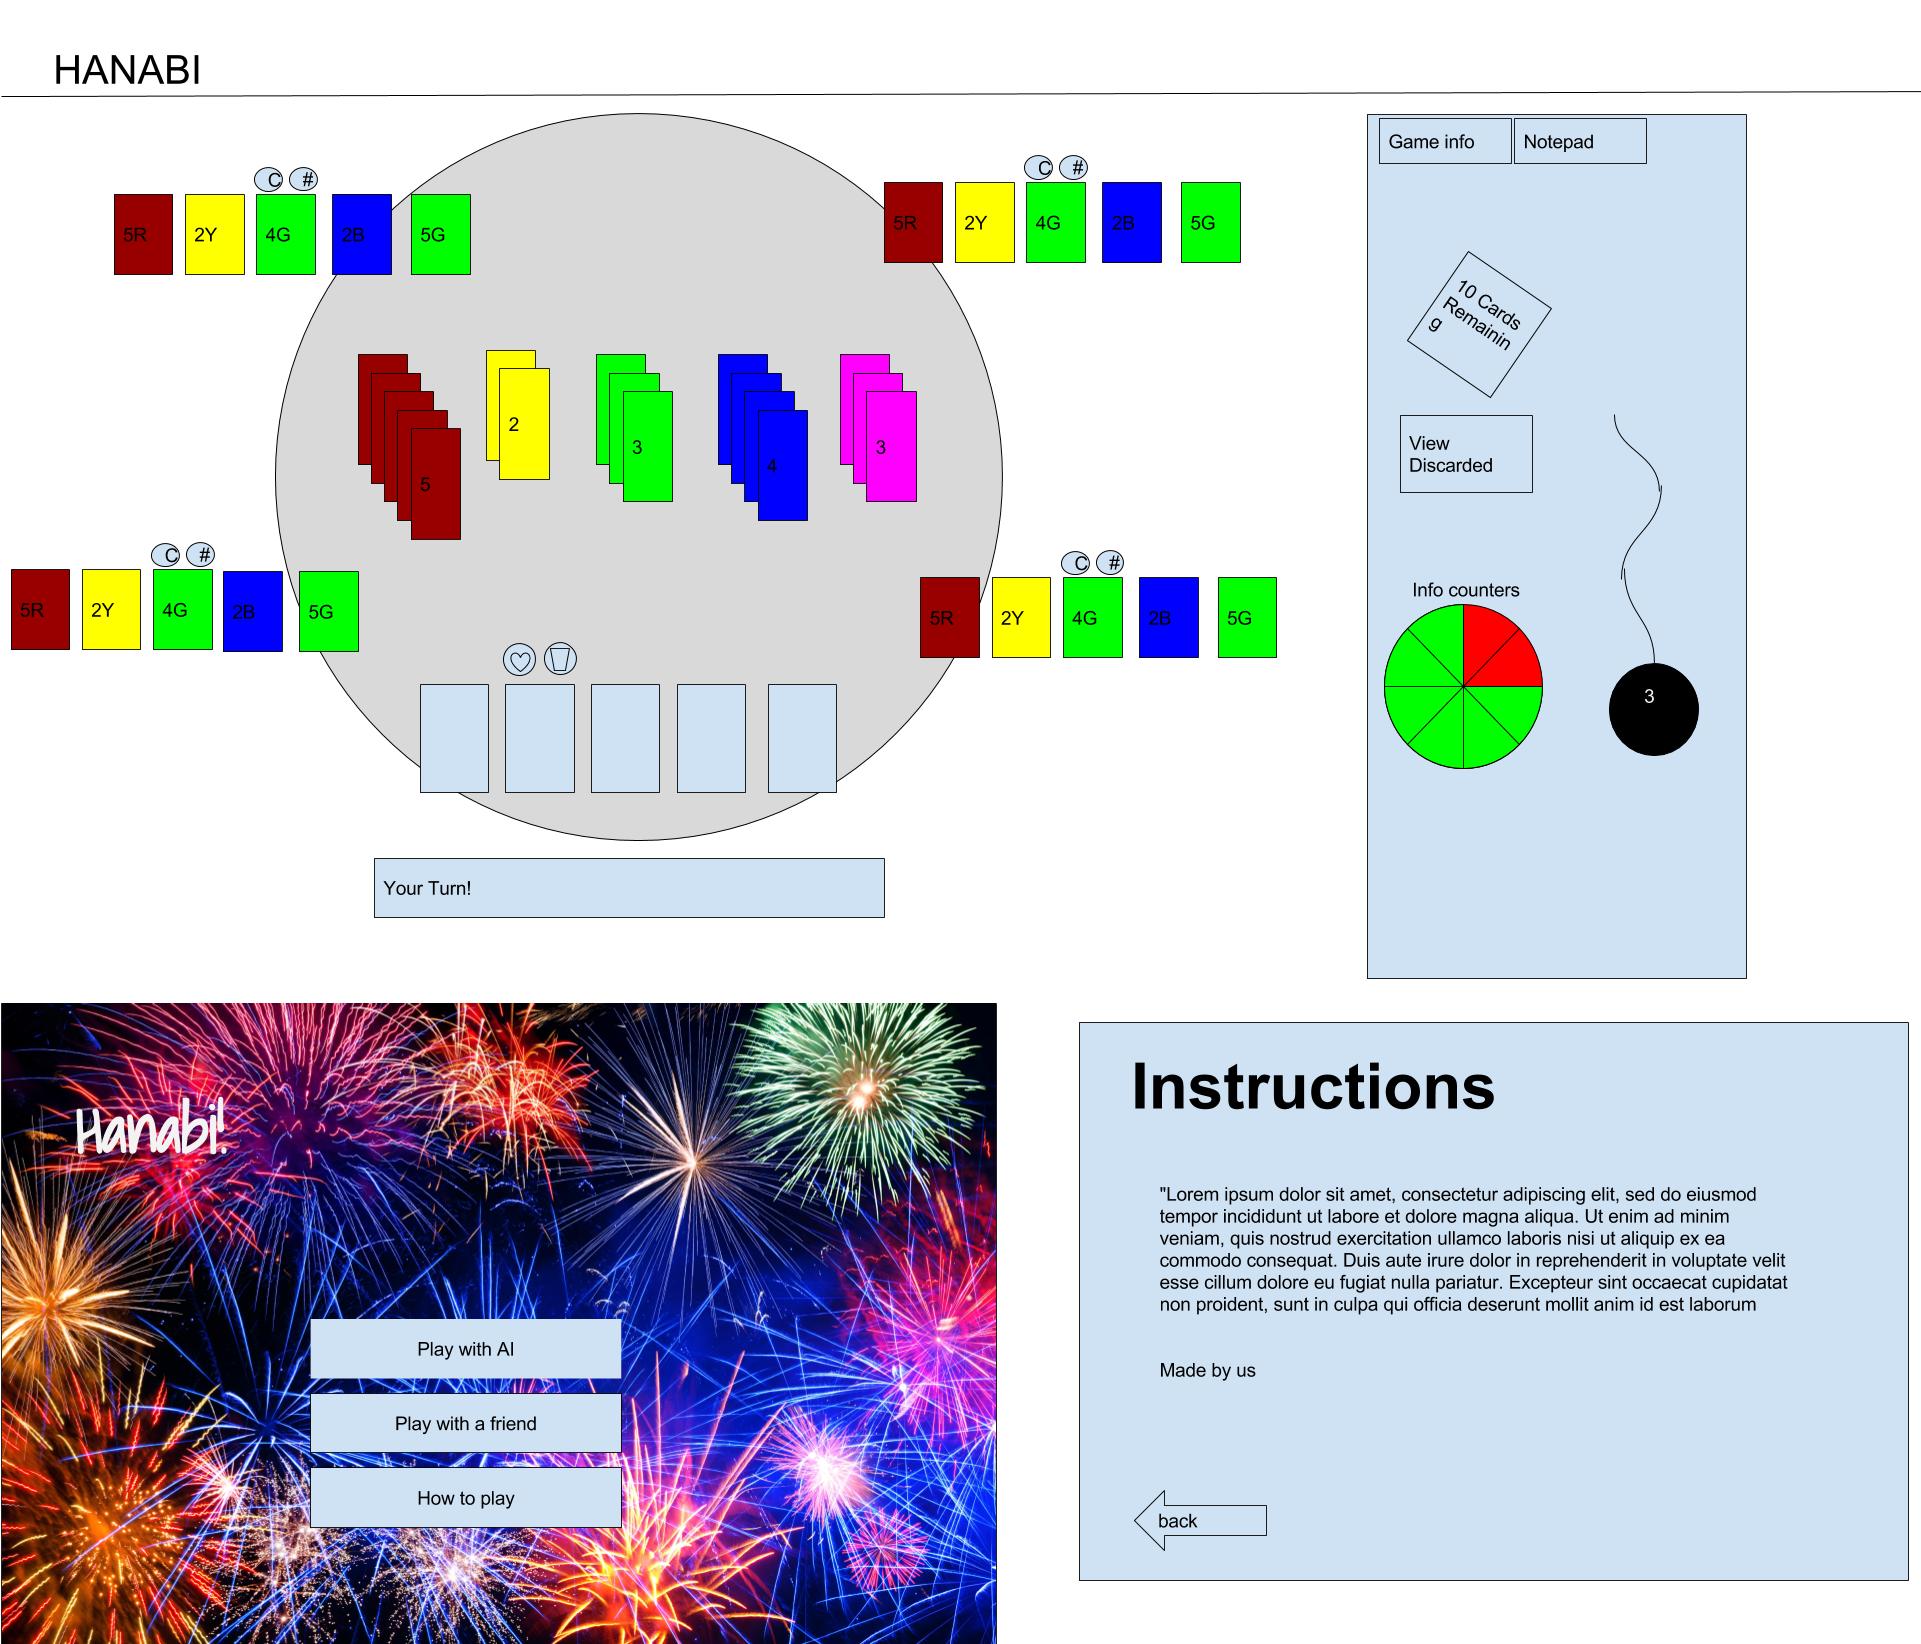 HANABI
C #
5R 2Y 4G 2B 5G
C #
5R 2Y 4G 2B 5G
Game info
Notepad
10 Cards
Remainin
g
View
Discarded
5
2
3
4
3
C #
5R 2Y 4G 2B 5G
C #
5R 2Y 4G 2B 5G
Info counters
3
Your Turn!
Hanabi!
Play with AI
Play with a friend
How to play
Instructions
"Lorem ipsum dolor sit amet, consectetur adipiscing elit, sed do eiusmod
tempor incididunt ut labore et dolore magna aliqua. Ut enim ad minim
veniam, quis nostrud exercitation ullamco laboris nisi ut aliquip ex ea
commodo consequat. Duis aute irure dolor in reprehenderit in voluptate velit
esse cillum dolore eu fugiat nulla pariatur. Excepteur sint occaecat cupidatat
non proident, sunt in culpa qui officia deserunt mollit anim id est laborum
Made by us
back